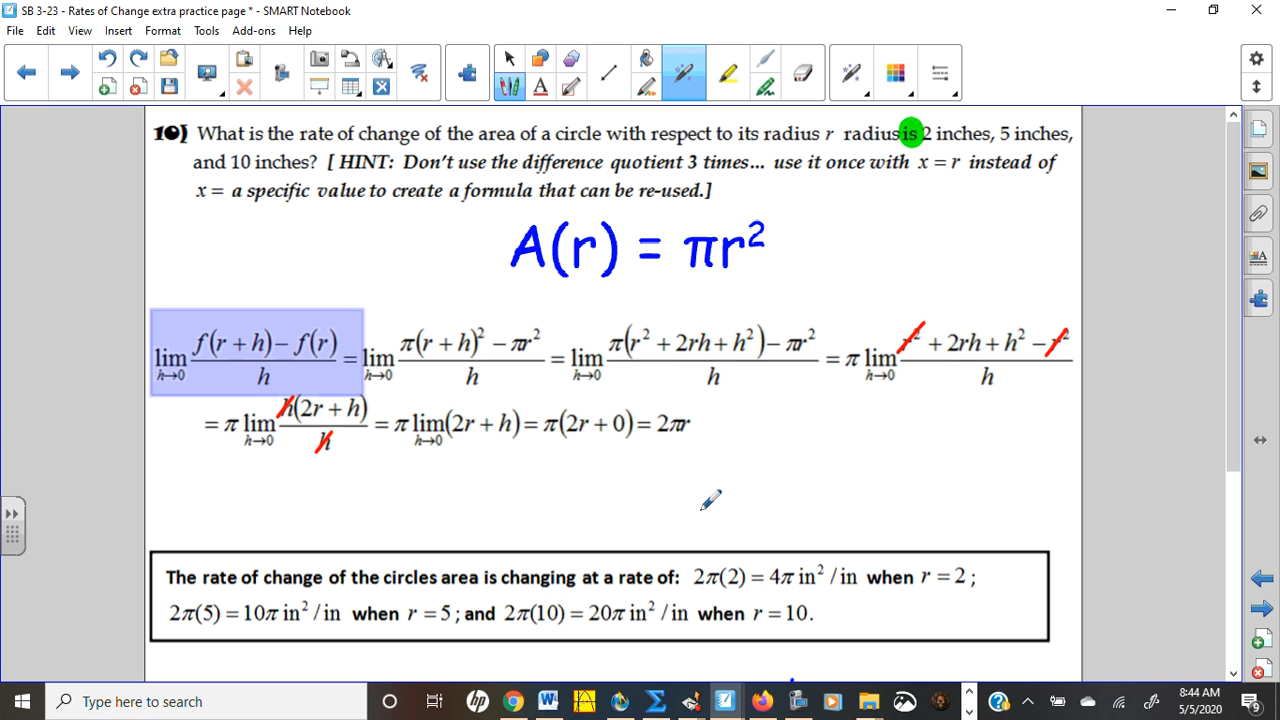 SB 3-23 - Rates of Change extra practice page * - SMART Notebook
File Edit View Insert Format Tools Add-ons Help
10) What is the rate of change of the area of a circle with respect to its radius r radius is 2 inches, 5 inches,
and 10 inches? [ HINT: Don't use the difference quotient 3 times... use it once with x = r instead of
x = a specific value to create a formula that can be re-used.]
A(r) = πr²
lim h→0 (f(r + h) − f(r))/h = lim h→0 (π(r + h)² − πr²)/h = lim h→0 (π(r² + 2rh + h²) − πr²)/h = π lim h→0 (r² + 2rh + h² − r²)/h
= π lim h→0 h(2r + h)/h = π lim h→0 (2r + h) = π(2r + 0) = 2πr
The rate of change of the circles area is changing at a rate of: 2π(2) = 4π in² / in when r = 2 ;
2π(5) = 10π in² / in when r = 5 ; and 2π(10) = 20π in² / in when r = 10.
Type here to search
8:44 AM
5/5/2020